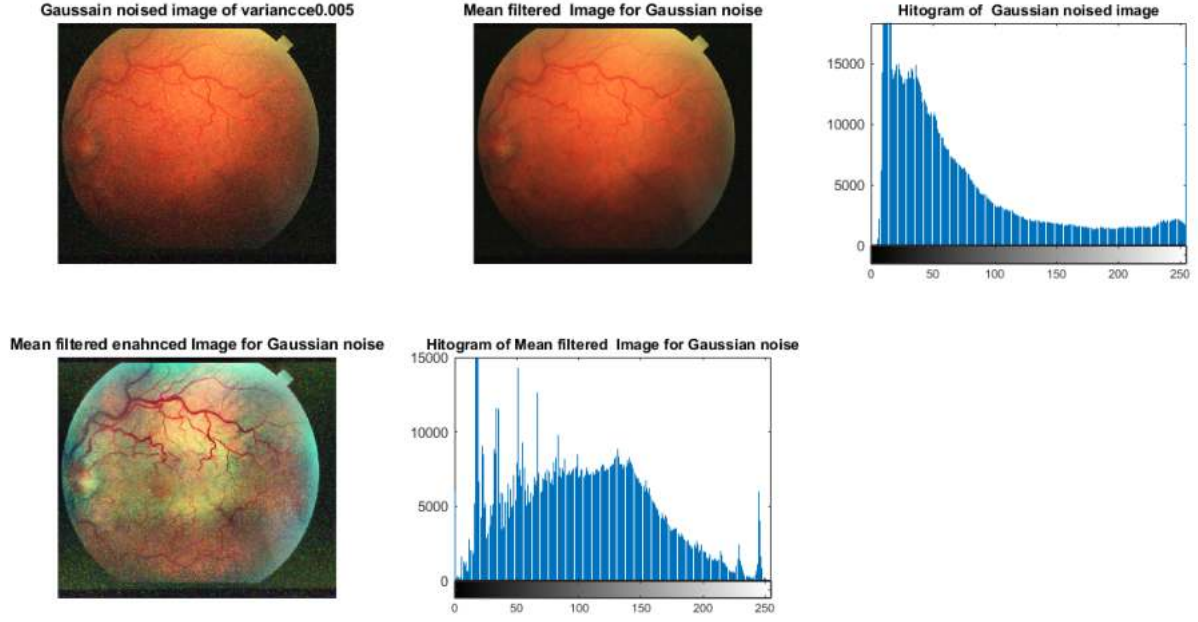 Gaussain noised image of variancce0.005
Mean filtered  Image for Gaussian noise
Hitogram of  Gaussian noised image
15000
10000
5000
0
0 50 100 150 200 250
Mean filtered enahnced Image for Gaussian noise
Hitogram of Mean filtered  Image for Gaussian noise
15000
10000
5000
0
0 50 100 150 200 250